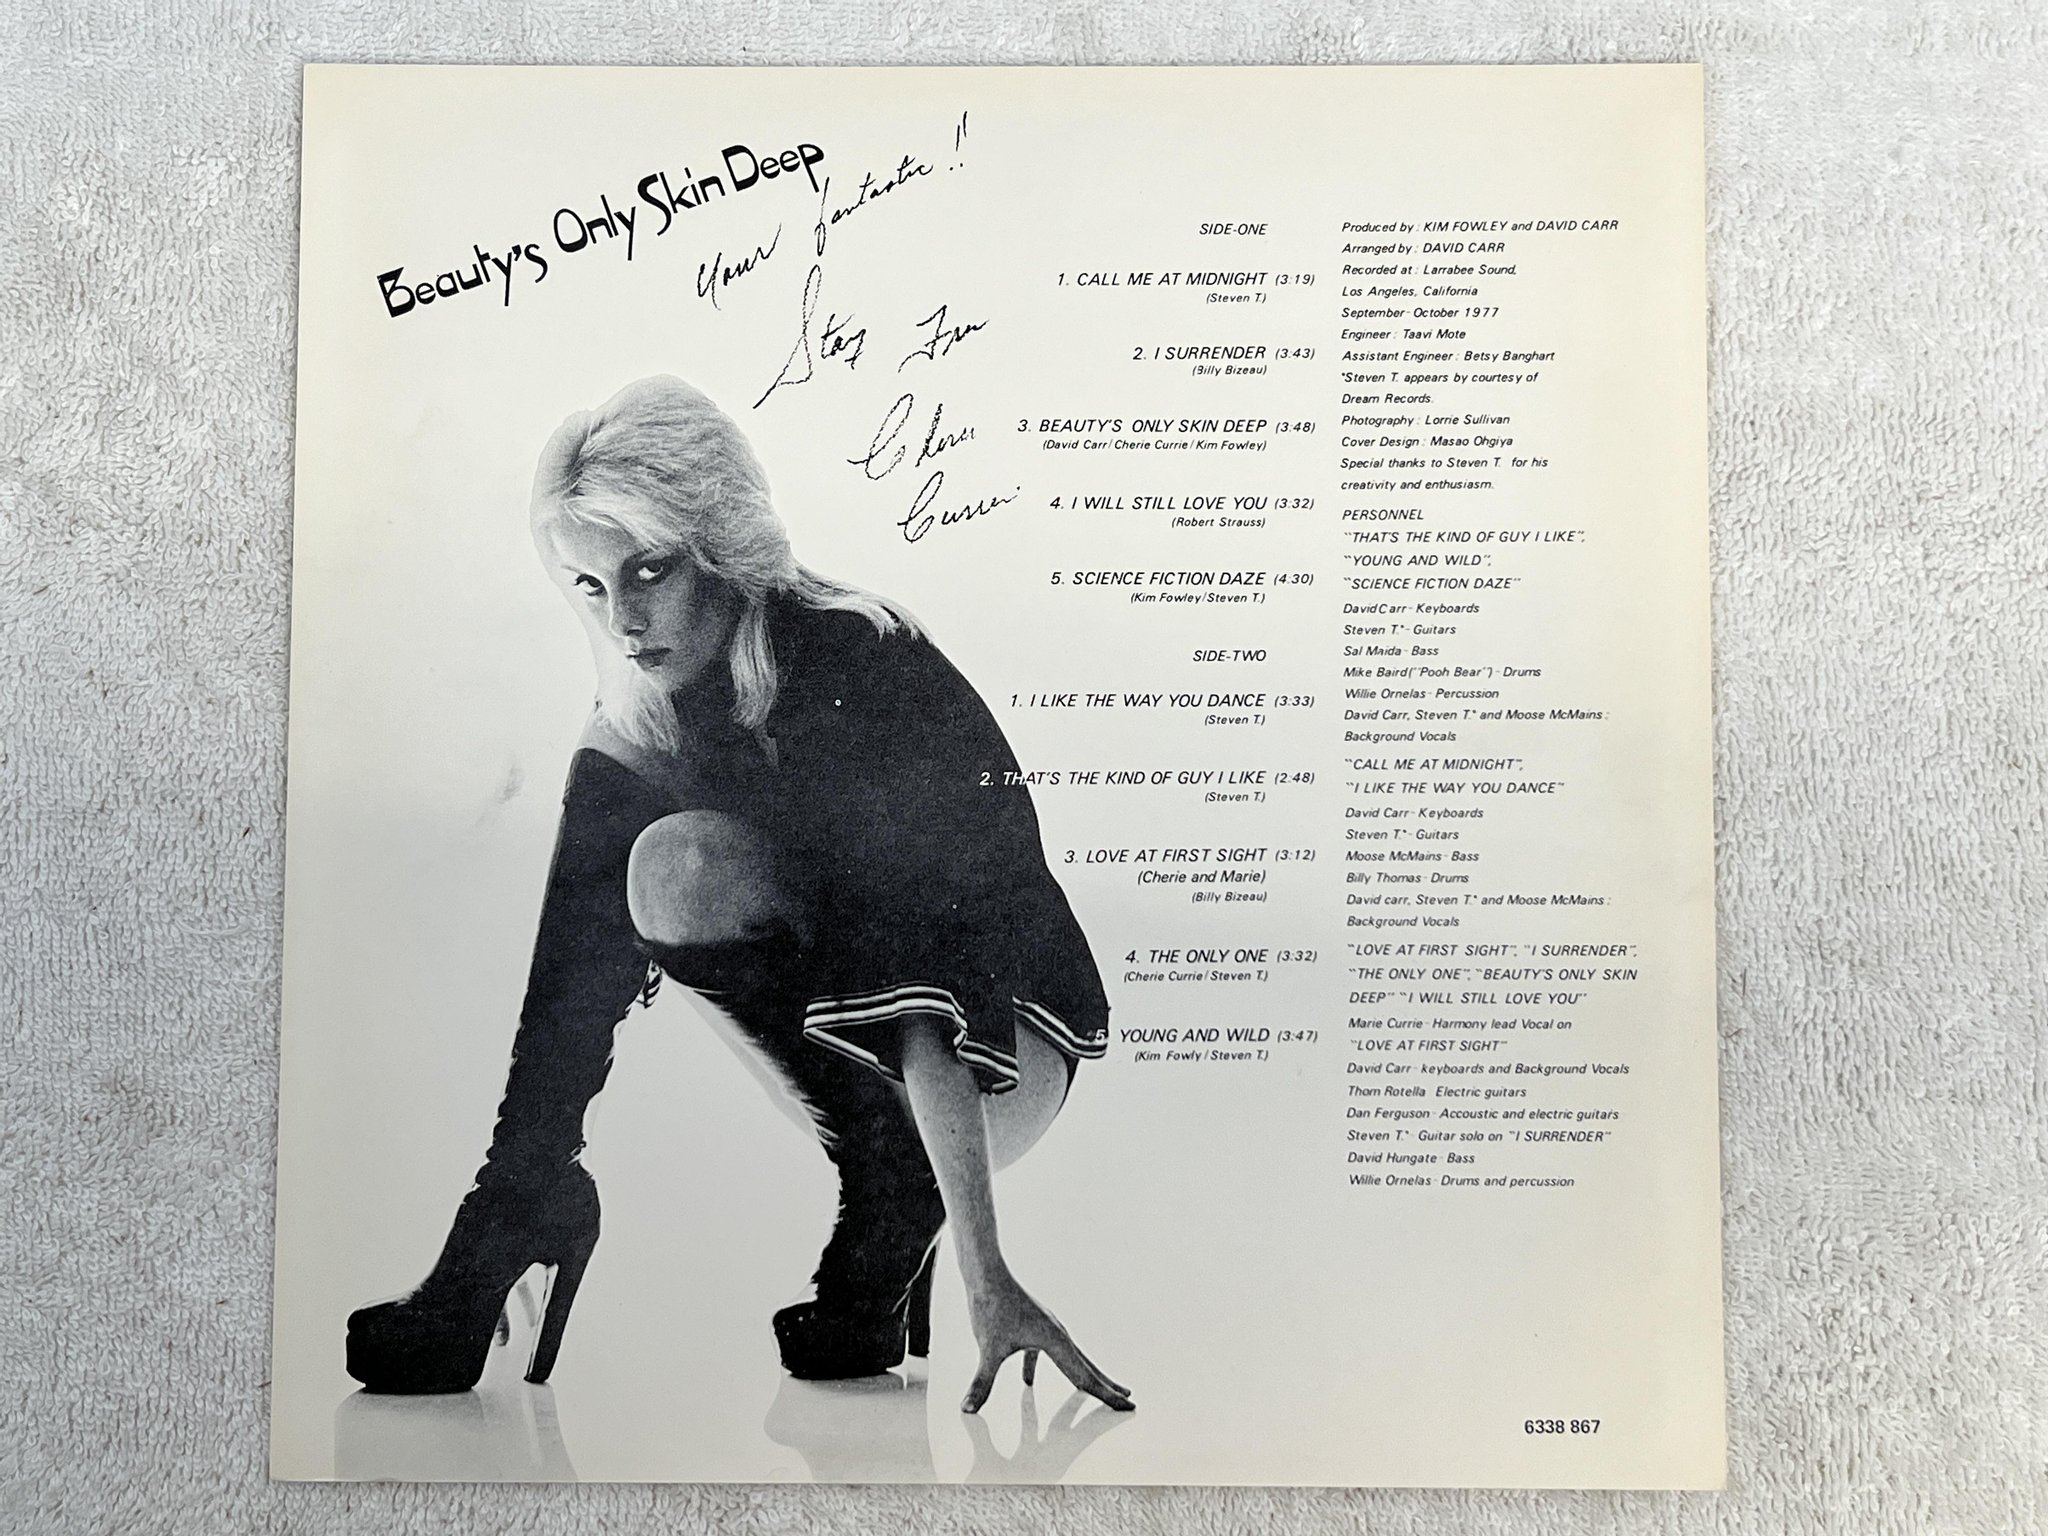 Beauty's Only Skin Deep
Your fantastic!!
Stay Free
Cherie
Currie.
SIDE-ONE
1. CALL ME AT MIDNIGHT (3:19)
(Steven T.)
2. I SURRENDER (3:43)
(Billy Bizeau)
3. BEAUTY'S ONLY SKIN DEEP (3:48)
(David Carr/Cherie Currie/Kim Fowley)
4. I WILL STILL LOVE YOU (3:32)
(Robert Strauss)
5. SCIENCE FICTION DAZE (4:30)
(Kim Fowley/Steven T.)
SIDE-TWO
1. I LIKE THE WAY YOU DANCE (3:33)
(Steven T.)
2. THAT'S THE KIND OF GUY I LIKE (2:48)
(Steven T.)
3. LOVE AT FIRST SIGHT (3:12)
(Cherie and Marie)
(Billy Bizeau)
4. THE ONLY ONE (3:32)
(Cherie Currie/Steven T.)
5. YOUNG AND WILD (3:47)
(Kim Fowly/Steven T.)
Produced by: KIM FOWLEY and DAVID CARR
Arranged by: DAVID CARR
Recorded at: Larrabee Sound,
Los Angeles, California
September-October 1977
Engineer: Taavi Mote
Assistant Engineer: Betsy Banghart
*Steven T. appears by courtesy of
Dream Records.
Photography: Lorrie Sullivan
Cover Design: Masao Ohgiya
Special thanks to Steven T. for his
creativity and enthusiasm.
PERSONNEL
"THAT'S THE KIND OF GUY I LIKE",
"YOUNG AND WILD",
"SCIENCE FICTION DAZE"
David Carr-Keyboards
Steven T.*-Guitars
Sal Maida-Bass
Mike Baird("Pooh Bear")-Drums
Willie Ornelas-Percussion
David Carr, Steven T.* and Moose McMains:
Background Vocals
"CALL ME AT MIDNIGHT",
"I LIKE THE WAY YOU DANCE"
David Carr-Keyboards
Steven T.*-Guitars
Moose McMains-Bass
Billy Thomas-Drums
David carr, Steven T.* and Moose McMains:
Background Vocals
"LOVE AT FIRST SIGHT", "I SURRENDER",
"THE ONLY ONE", "BEAUTY'S ONLY SKIN
DEEP" "I WILL STILL LOVE YOU"
Marie Currie-Harmony lead Vocal on
"LOVE AT FIRST SIGHT"
David Carr-keyboards and Background Vocals
Thom Rotella Electric guitars
Dan Ferguson-Accoustic and electric guitars
Steven T.*-Guitar solo on "I SURRENDER"
David Hungate-Bass
Willie Ornelas-Drums and percussion
6338 867